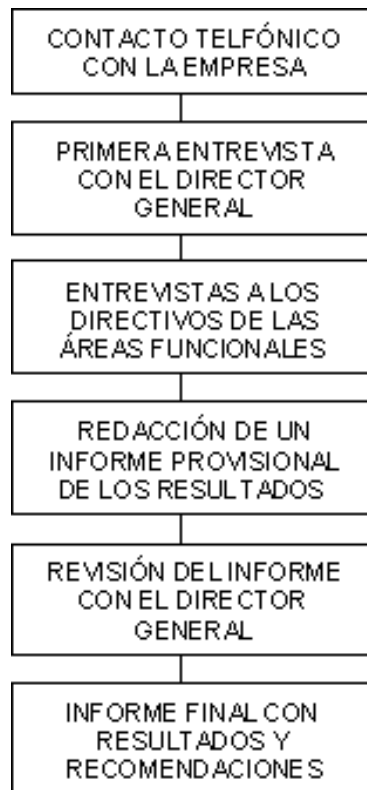 CONTACTO TELFÓNICO
CON LA EMPRESA
PRIMERA ENTREVISTA
CON EL DIRECTOR
GENERAL
ENTREVISTAS A LOS
DIRECTIVOS DE LAS
ÁREAS FUNCIONALES
REDACCIÓN DE UN
INFORME PROVISIONAL
DE LOS RESULTADOS
REVISIÓN DEL INFORME
CON EL DIRECTOR
GENERAL
INFORME FINAL CON
RESULTADOS Y
RECOMENDACIONES